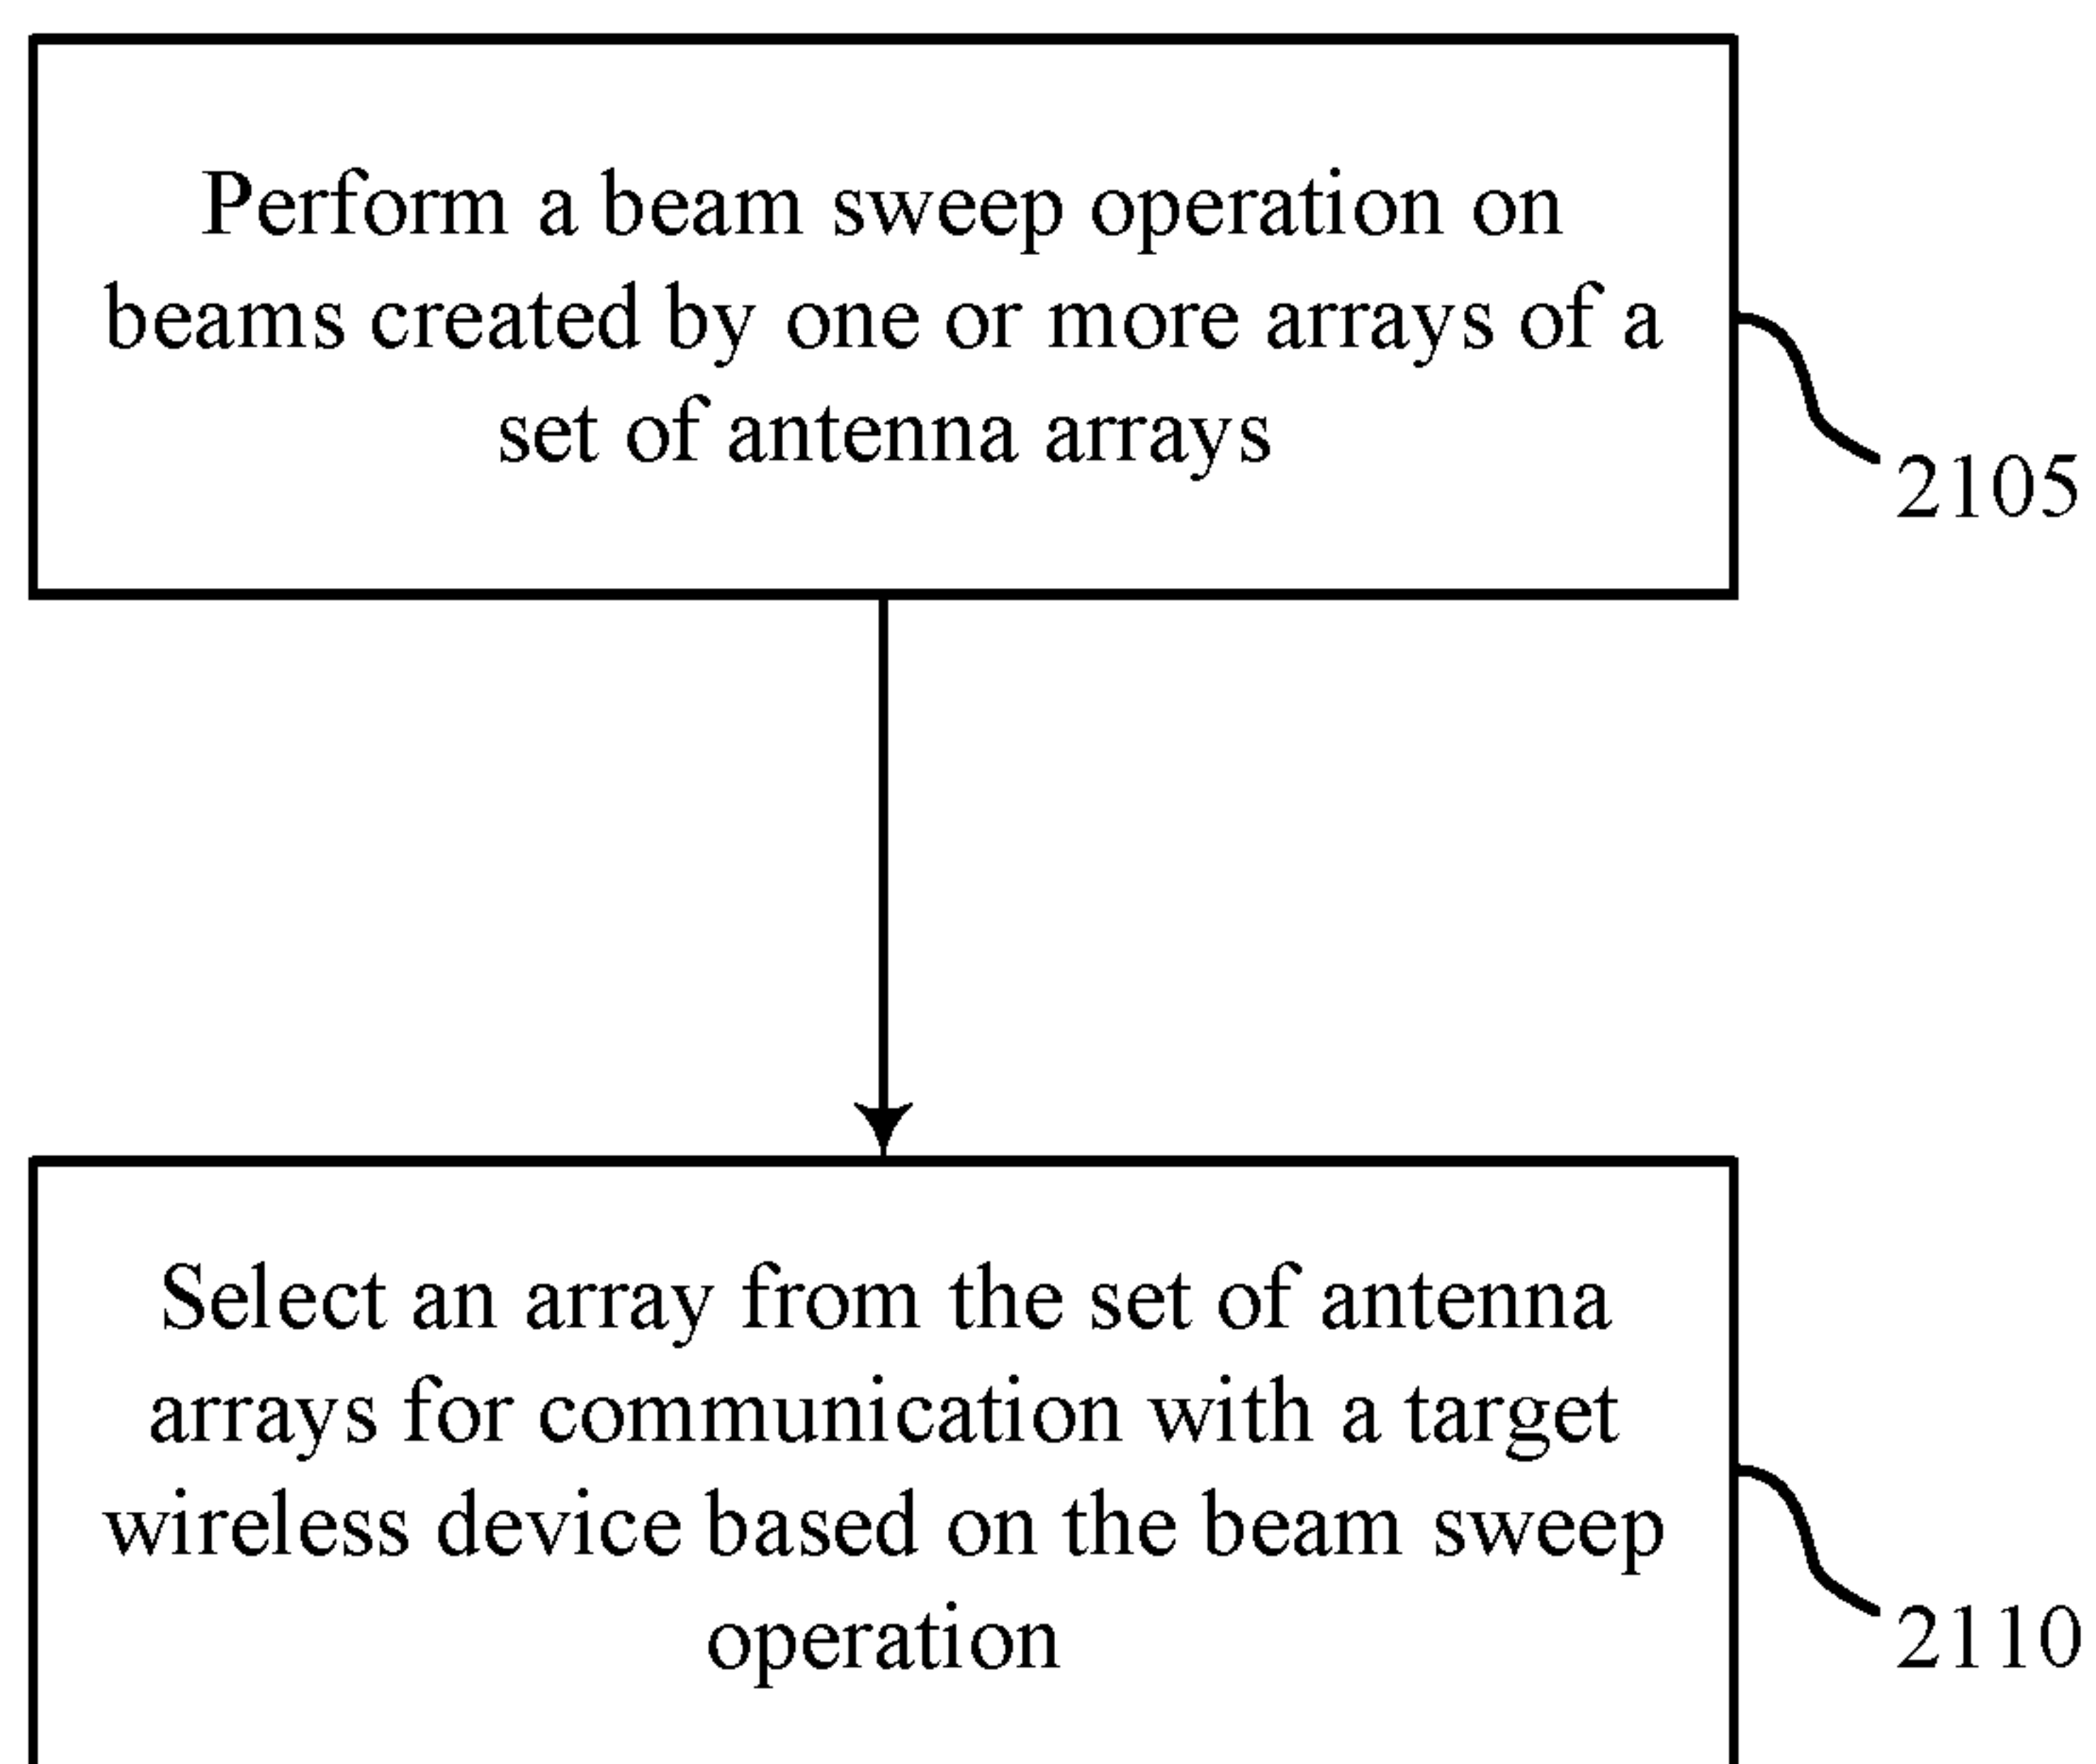 Perform a beam sweep operation on
beams created by one or more arrays of a
set of antenna arrays
2105
Select an array from the set of antenna
arrays for communication with a target
wireless device based on the beam sweep
operation
2110